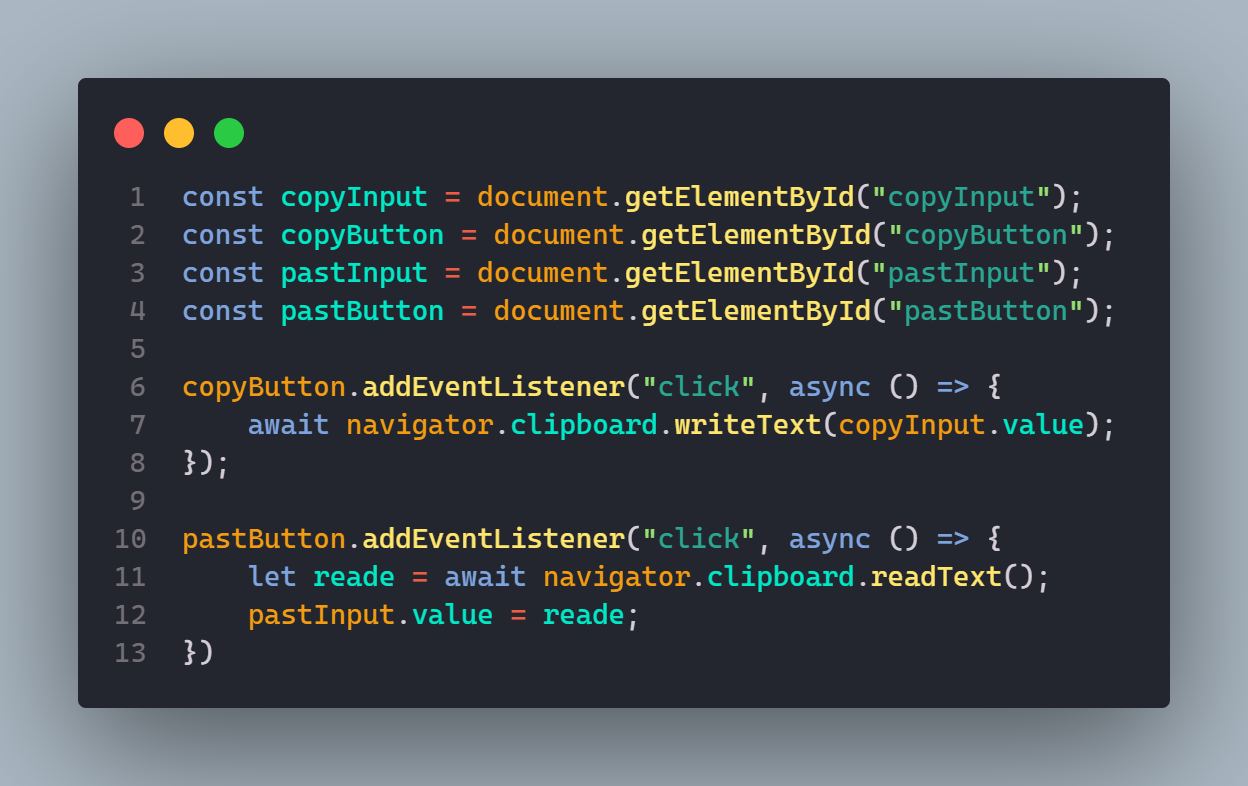 1 const copyInput = document.getElementById("copyInput");
2 const copyButton = document.getElementById("copyButton");
3 const pastInput = document.getElementById("pastInput");
4 const pastButton = document.getElementById("pastButton");
5
6 copyButton.addEventListener("click", async () => {
7     await navigator.clipboard.writeText(copyInput.value);
8 });
9
10 pastButton.addEventListener("click", async () => {
11     let reade = await navigator.clipboard.readText();
12     pastInput.value = reade;
13 })